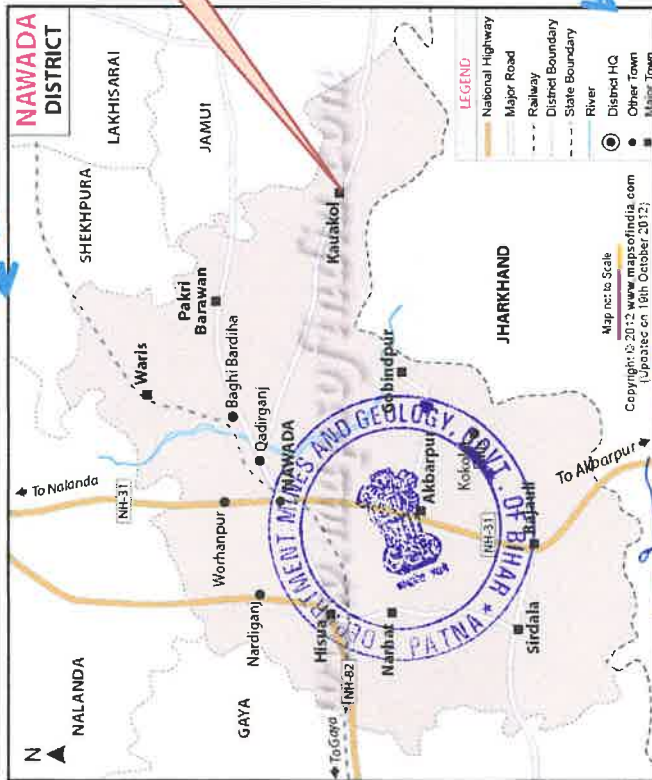 NAWADA
DISTRICT
N
NALANDA
To Nalanda
SHEKHPURA
LAKHISARAI
JAMUI
GAYA
NH-31
Waris
Pakri
Barawan
Worhanpur
Baghi Bardiha
Nardiganj
Qadirganj
Kauakol
NAWADA
Hisua
NH-82
To Gaya
Narhat
Gobindpur
Akbarpur
NH-31
Rajauli
Sirdala
To Akbarpur
JHARKHAND
DEPARTMENT MINES AND GEOLOGY, GOVT. OF BIHAR
PATNA
LEGEND
National Highway
Major Road
Railway
District Boundary
State Boundary
River
District HQ
Other Town
Major Town
Map not to Scale
Copyright © 2012 www.mapsofindia.com
(Updated on 19th October 2012)